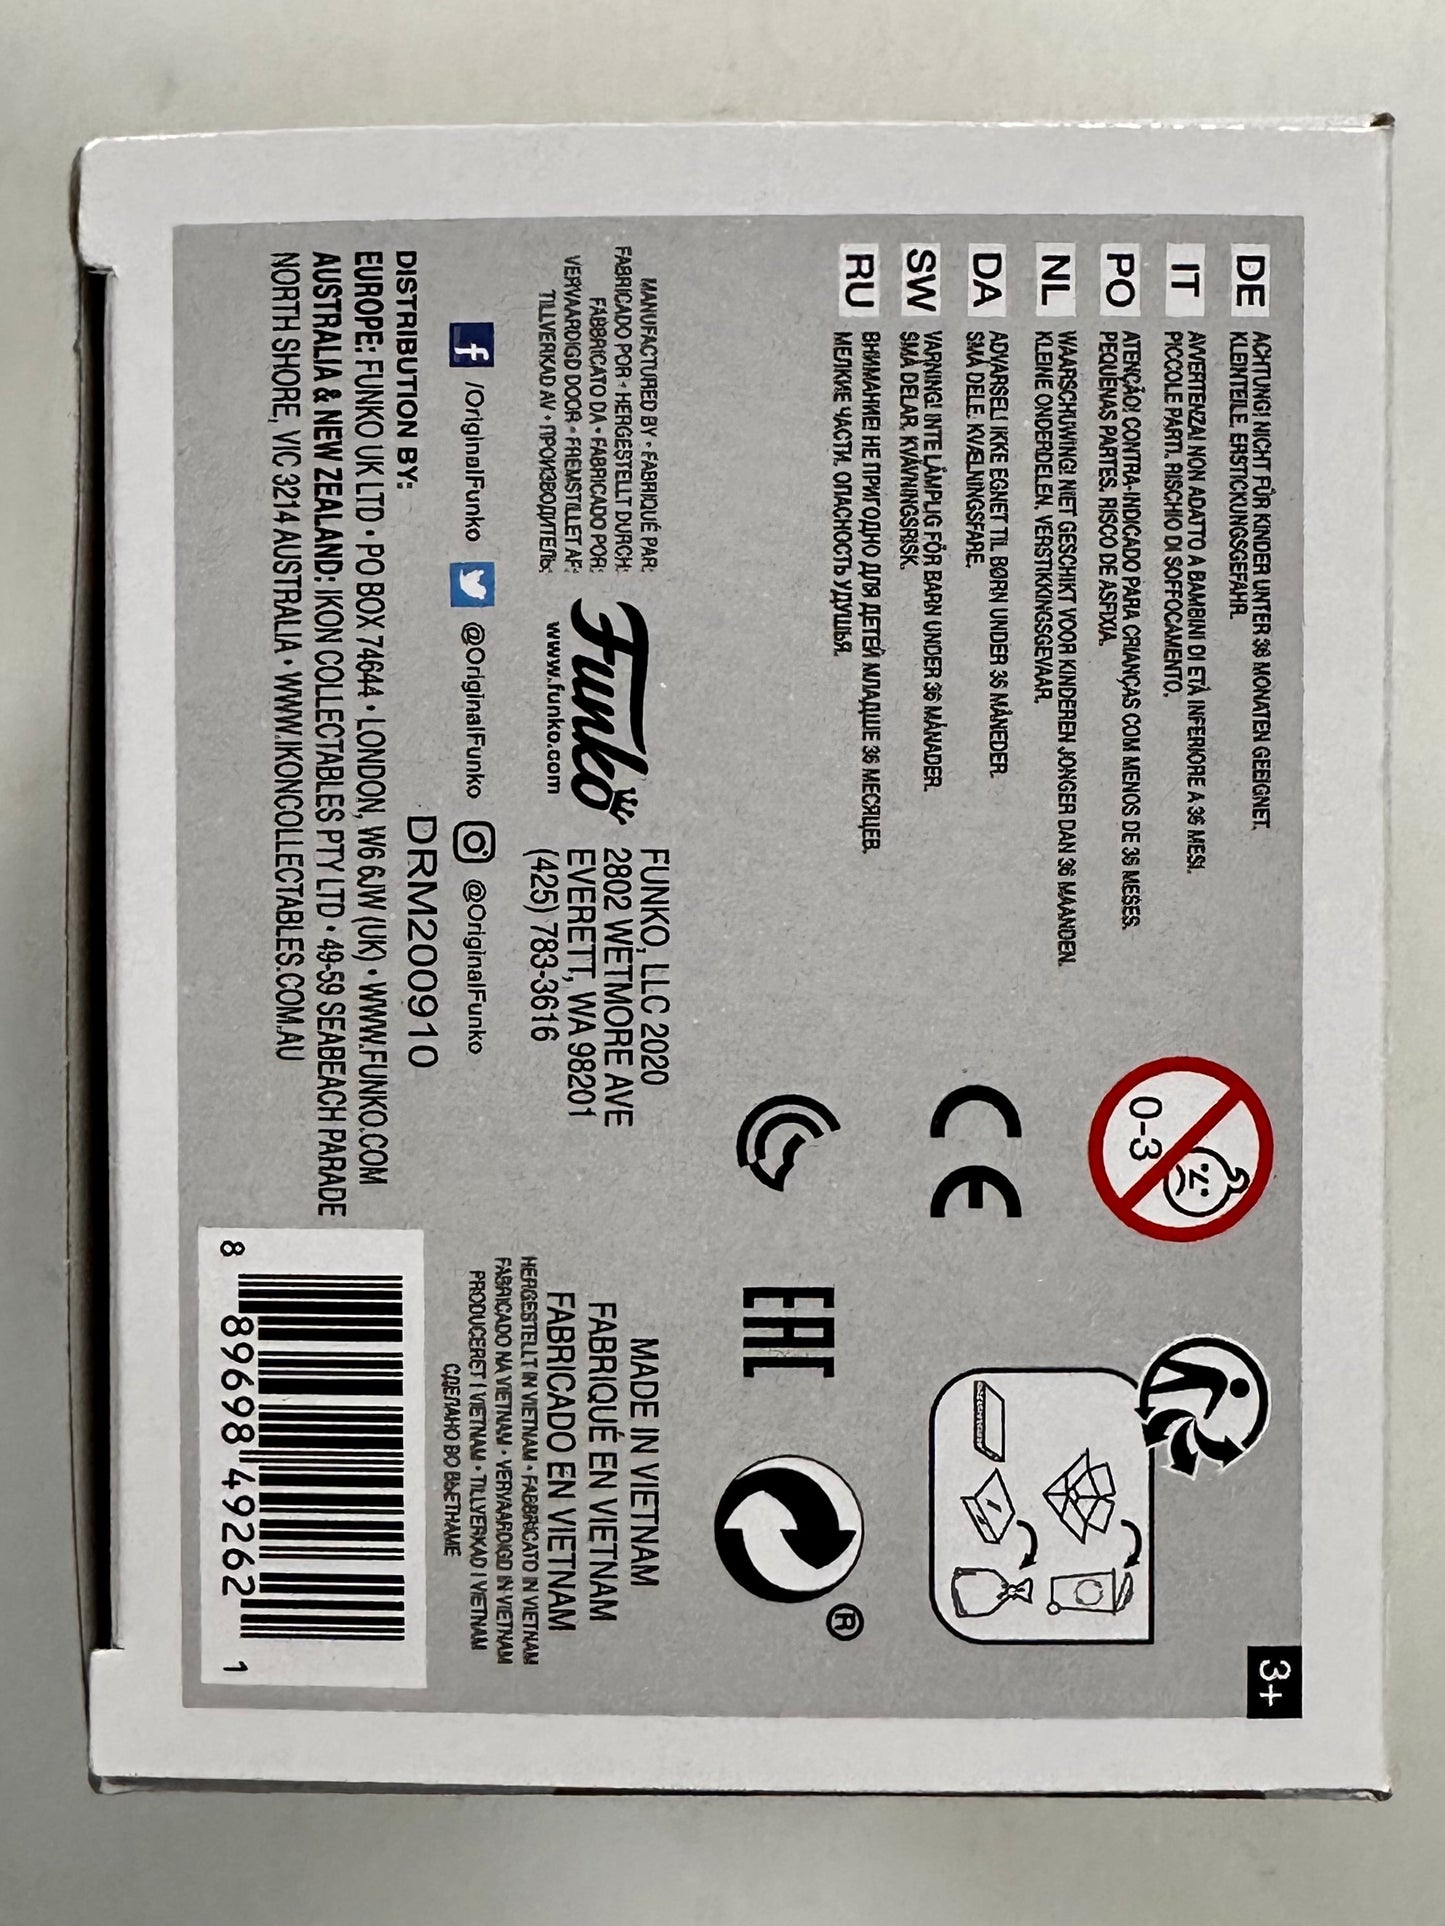 DE ACHTUNG! NICHT FÜR KINDER UNTER 36 MONATEN GEEIGNET.
KLEINTEILE. ERSTICKUNGSGEFAHR.
IT AVVERTENZA! NON ADATTO A BAMBINI DI ETÀ INFERIORE A 36 MESI.
PICCOLE PARTI. RISCHIO DI SOFFOCAMENTO.
PO ATENÇÃO! CONTRA-INDICADO PARA CRIANÇAS COM MENOS DE 36 MESES.
PEQUENAS PARTES. RISCO DE ASFIXIA.
NL WAARSCHUWING! NIET GESCHIKT VOOR KINDEREN JONGER DAN 36 MAANDEN.
KLEINE ONDERDELEN. VERSTIKKINGSGEVAAR.
DA ADVARSEL! IKKE EGNET TIL BØRN UNDER 36 MÅNEDER.
SMÅ DELE. KVÆLNINGSFARE.
SW VARNING! INTE LÄMPLIG FÖR BARN UNDER 36 MÅNADER.
SMÅ DELAR. KVÄVNINGSRISK.
RU ВНИМАНИЕ! НЕ ПРИГОДНО ДЛЯ ДЕТЕЙ МЛАДШЕ 36 МЕСЯЦЕВ.
МЕЛКИЕ ЧАСТИ. ОПАСНОСТЬ УДУШЬЯ.
0-3
3+
CE
EAC
®
MANUFACTURED BY • FABRIQUÉ PAR:
FABRICADO POR • HERGESTELLT DURCH:
FABBRICATO DA • FABRICADO POR:
VERVAARDIGD DOOR • FREMSTILLET AF:
TILLVERKAD AV • ПРОИЗВОДИТЕЛЬ:
Funko
www.funko.com
FUNKO, LLC 2020
2802 WETMORE AVE
EVERETT, WA 98201
(425) 783-3616
MADE IN VIETNAM
FABRIQUÉ EN VIETNAM
FABRICADO EN VIETNAM
HERGESTELLT IN VIETNAM • FABBRICATO IN VIETNAM
FABRICADO NA VIETNAM • VERVAARDIGD IN VIETNAM
PRODUCERET I VIETNAM • TILLVERKAD I VIETNAM
СДЕЛАНО ВО ВЬЕТНАМЕ
f /OriginalFunko @OriginalFunko @OriginalFunko
DRM200910
DISTRIBUTION BY:
EUROPE: FUNKO UK LTD • PO BOX 74644 • LONDON, W6 6JW (UK) • WWW.FUNKO.COM
AUSTRALIA & NEW ZEALAND: IKON COLLECTABLES PTY LTD • 49-59 SEABEACH PARADE
NORTH SHORE, VIC 3214 AUSTRALIA • WWW.IKONCOLLECTABLES.COM.AU
8 89698 49262 1